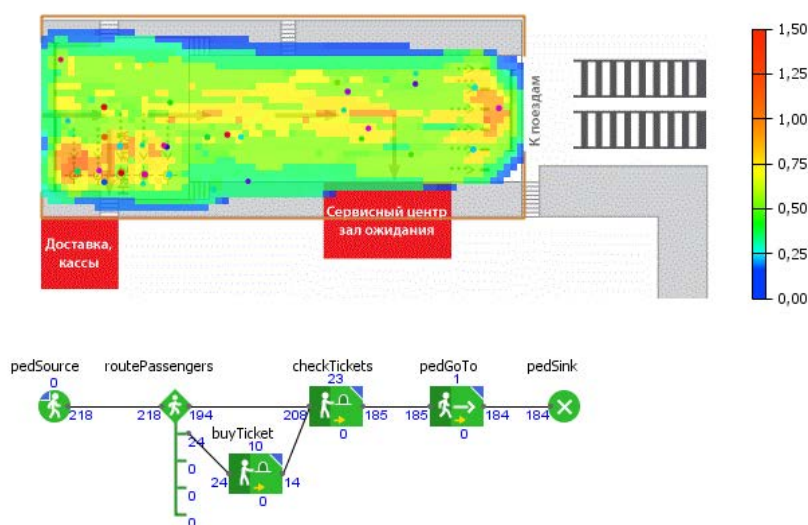 К поездам
Доставка,
кассы
Сервисный центр
зал ожидания
1,50
1,25
1,00
0,75
0,50
0,25
0,00
pedSource
routePassengers
checkTickets
pedGoTo
pedSink
0
23
1
218
218
194
208
185
185
184
184
0
0
buyTicket
24
10
24
14
0
0
0
0